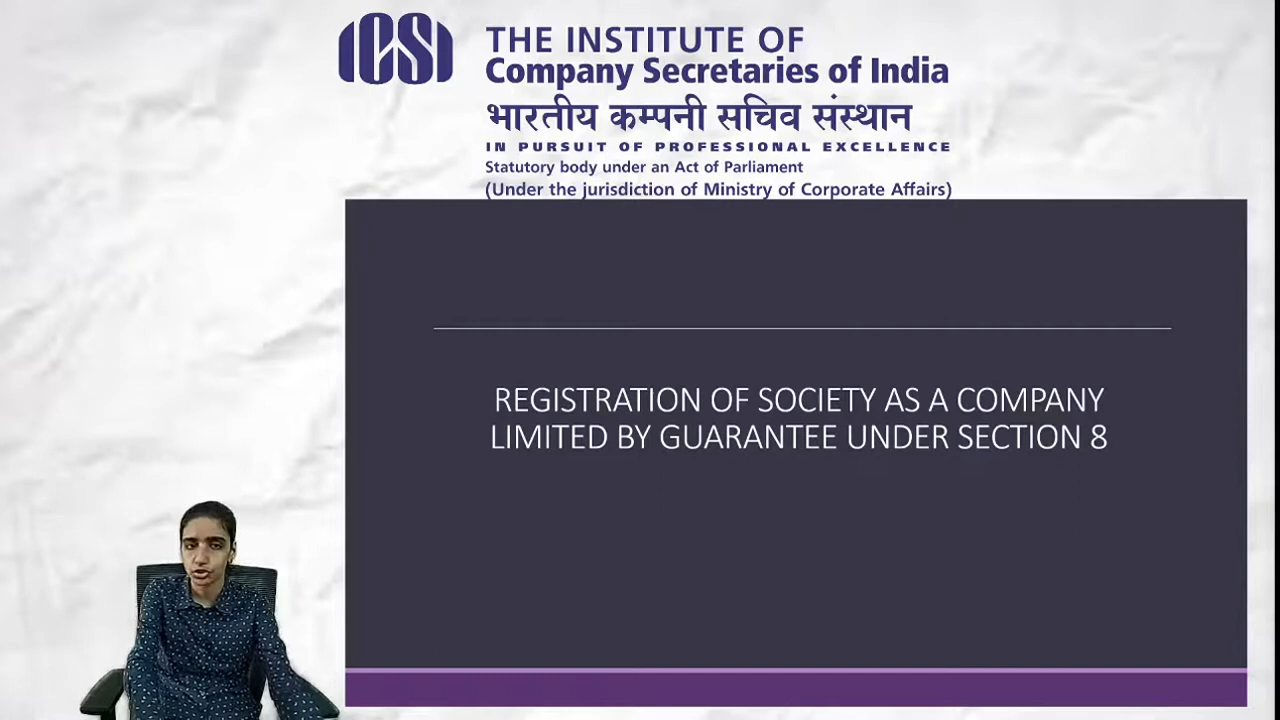 ICSI
THE INSTITUTE OF
Company Secretaries of India
भारतीय कम्पनी सचिव संस्थान
IN PURSUIT OF PROFESSIONAL EXCELLENCE
Statutory body under an Act of Parliament
(Under the jurisdiction of Ministry of Corporate Affairs)
REGISTRATION OF SOCIETY AS A COMPANY
LIMITED BY GUARANTEE UNDER SECTION 8